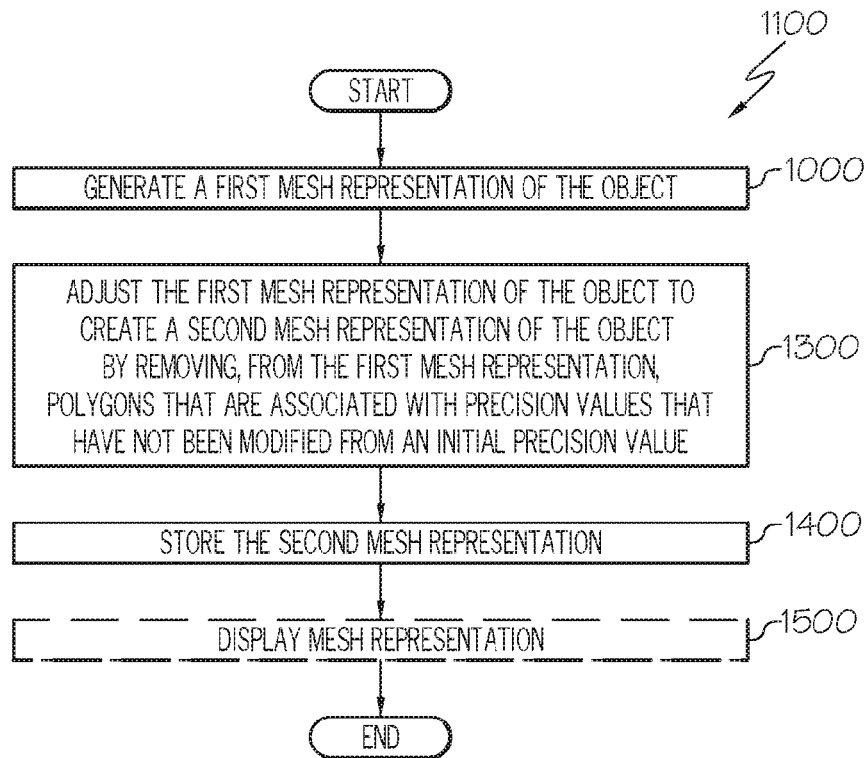 1100
START
GENERATE A FIRST MESH REPRESENTATION OF THE OBJECT
1000
ADJUST THE FIRST MESH REPRESENTATION OF THE OBJECT TO
CREATE A SECOND MESH REPRESENTATION OF THE OBJECT
BY REMOVING, FROM THE FIRST MESH REPRESENTATION,
POLYGONS THAT ARE ASSOCIATED WITH PRECISION VALUES THAT
HAVE NOT BEEN MODIFIED FROM AN INITIAL PRECISION VALUE
1300
STORE THE SECOND MESH REPRESENTATION
1400
DISPLAY MESH REPRESENTATION
1500
END